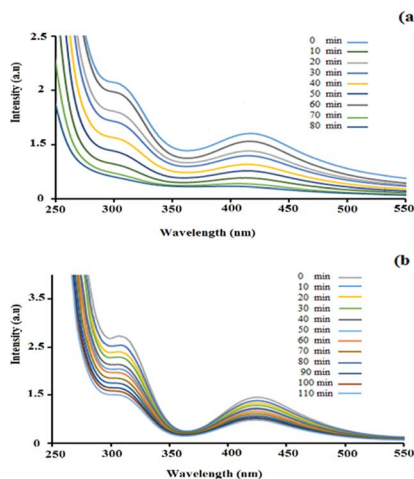 (a
2.5
2
1.5
0
Intensity (a.n)
0 min
10 min
20 min
30 min
40 min
50 min
60 min
70 min
80 min
250 300 350 400 450 500 550
Wavelength (nm)
(b
3.5
2.5
1.5
0
Intensity (a.n)
0 min
10 min
20 min
30 min
40 min
50 min
60 min
70 min
80 min
90 min
100 min
110 min
250 300 350 400 450 500 550
Wavelength (nm)